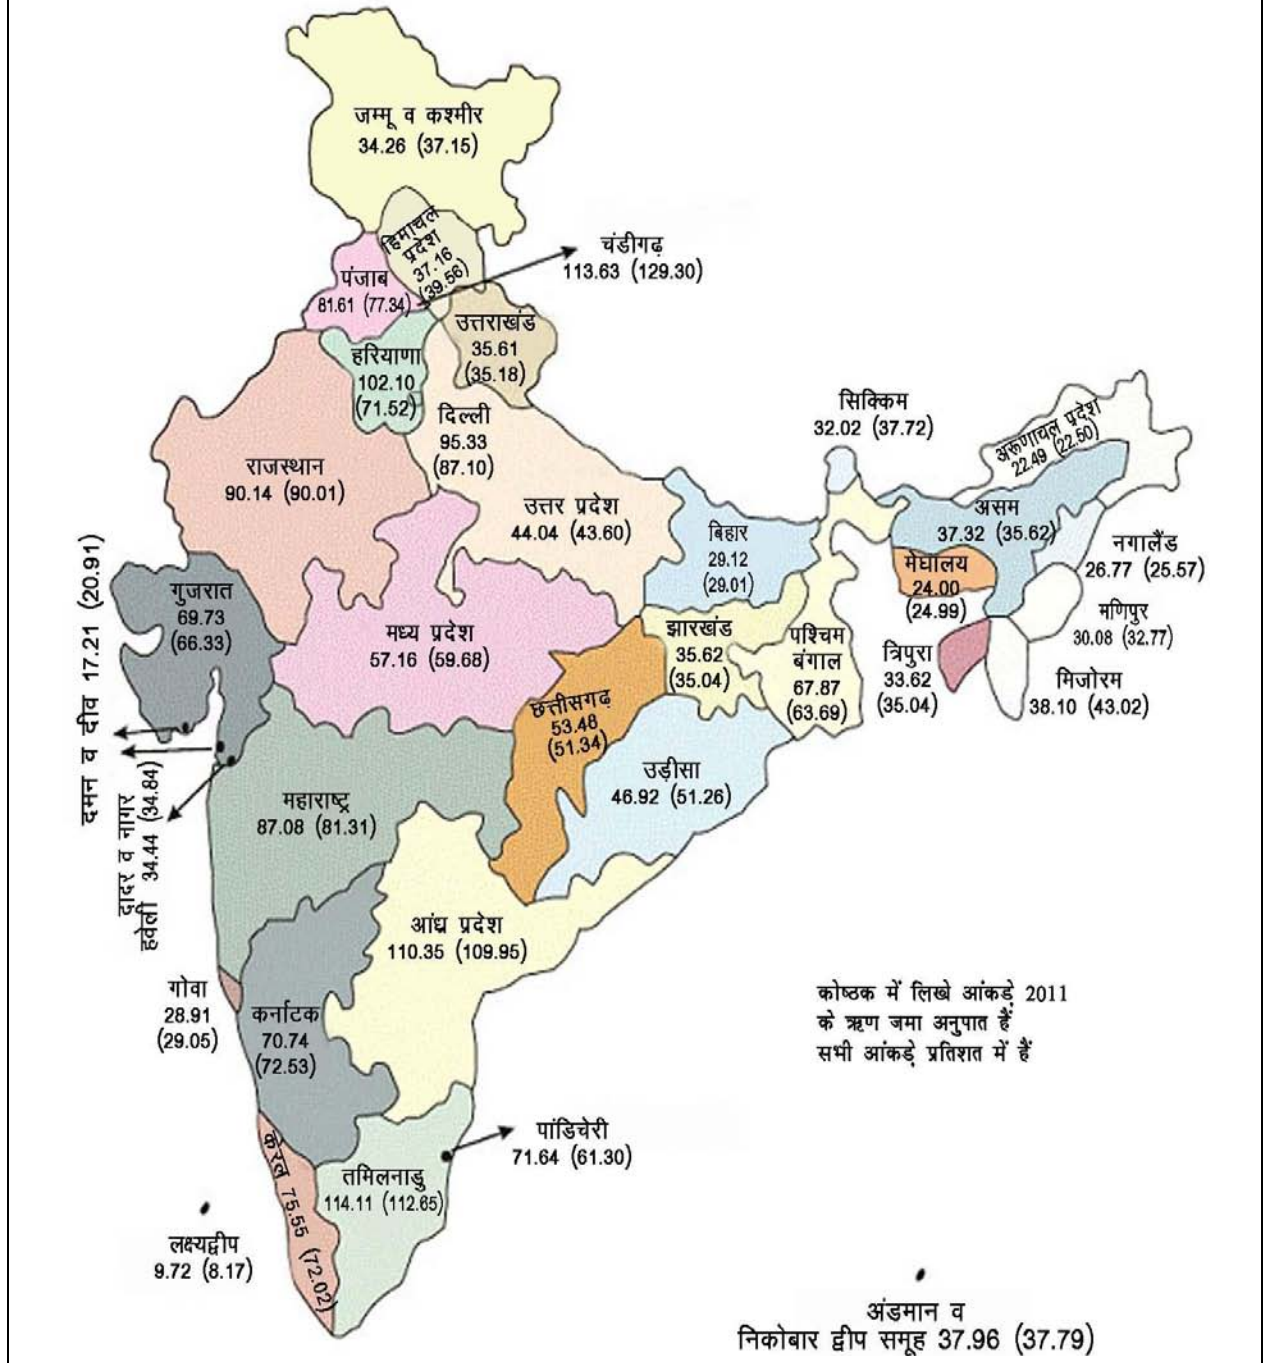 जम्मू व कश्मीर
34.26 (37.15)
हिमाचल
प्रदेश
37.16
(39.56)
चंडीगढ़
113.63 (129.30)
पंजाब
81.61 (77.34)
उत्तराखंड
35.61
(35.18)
हरियाणा
102.10
(71.52)
दिल्ली
95.33
(87.10)
सिक्किम
32.02 (37.72)
अरूणाचल प्रदेश
22.49 (22.50)
राजस्थान
90.14 (90.01)
उत्तर प्रदेश
44.04 (43.60)
बिहार
29.12
(29.01)
असम
37.32 (35.62)
नगालैंड
26.77 (25.57)
मेघालय
24.00
(24.99)
मणिपुर
30.08 (32.77)
गुजरात
69.73
(66.33)
मध्य प्रदेश
57.16 (59.68)
झारखंड
35.62
(35.04)
पश्चिम
बंगाल
67.87
(63.69)
त्रिपुरा
33.62
(35.04)
मिजोरम
38.10 (43.02)
छत्तीसगढ़
53.48
(51.34)
दमन व दीव 17.21 (20.91)
दादर व नागर
हवेली 34.44 (34.84)
उड़ीसा
46.92 (51.26)
महाराष्ट्र
87.08 (81.31)
आंध्र प्रदेश
110.35 (109.95)
गोवा
28.91
(29.05)
कर्नाटक
70.74
(72.53)
कोष्ठक में लिखे आंकड़े 2011
के ऋण जमा अनुपात हैं
सभी आंकड़े प्रतिशत में हैं
पांडिचेरी
71.64 (61.30)
केरल 75.55 (72.02)
तमिलनाडु
114.11 (112.65)
लक्ष्यद्वीप
9.72 (8.17)
अंडमान व
निकोबार द्वीप समूह 37.96 (37.79)